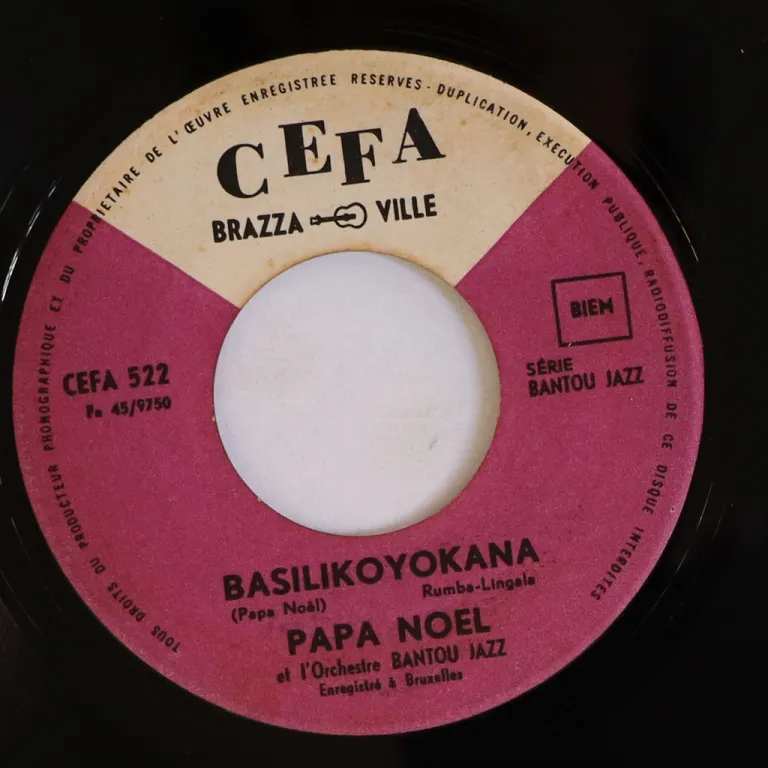 TOUS DROITS DU PRODUCTEUR PHONOGRAPHIQUE ET DU PROPRIETAIRE DE L'ŒUVRE ENREGISTREE RESERVES - DUPLICATION, EXECUTION PUBLIQUE, RADIODIFFUSION DE CE DISQUE INTERDITES
CEFA
BRAZZA VILLE
BIEM
CEFA 522
Pa 45/9750
SÉRIE
BANTOU JAZZ
BASILIKOYOKANA
(Papa Noël) Rumba-Lingala
PAPA NOEL
et l'Orchestre BANTOU JAZZ
Enregistré à Bruxelles